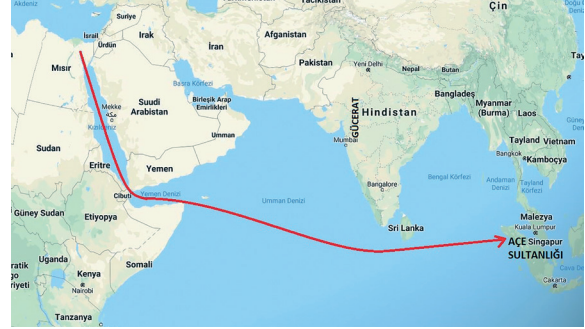 Akdeniz
Türkmenistan
Tacikistan
Çin
Suriye
İsrail
Irak
Afganistan
Ürdün
İran
Mısır
Pakistan
Yeni Delhi
Nepal
Butan
Basra Körfezi
Suudi
Arabistan
Birleşik Arap
Emirlikleri
Mekke
مكة
Kızıldeniz
GÜCERAT
Hindistan
Bangladeş
Myanmar
(Burma)
Laos
Umman
Mumbai
Sudan
Eritre
Yemen
Tayland
Vietnam
Bangkok
Kamboçya
Cibuti
Yemen Denizi
Bangalore
Bengal Körfezi
Andaman
Denizi
Tayland
Körfezi
Güney Sudan
Etiyopya
Umman Denizi
Sri Lanka
Malezya
Kuala Lumpur
AÇE
Singapur
SULTANLIĞI
Somali
Uganda
Kenya
Nairobi
Cakarta
Tanzanya